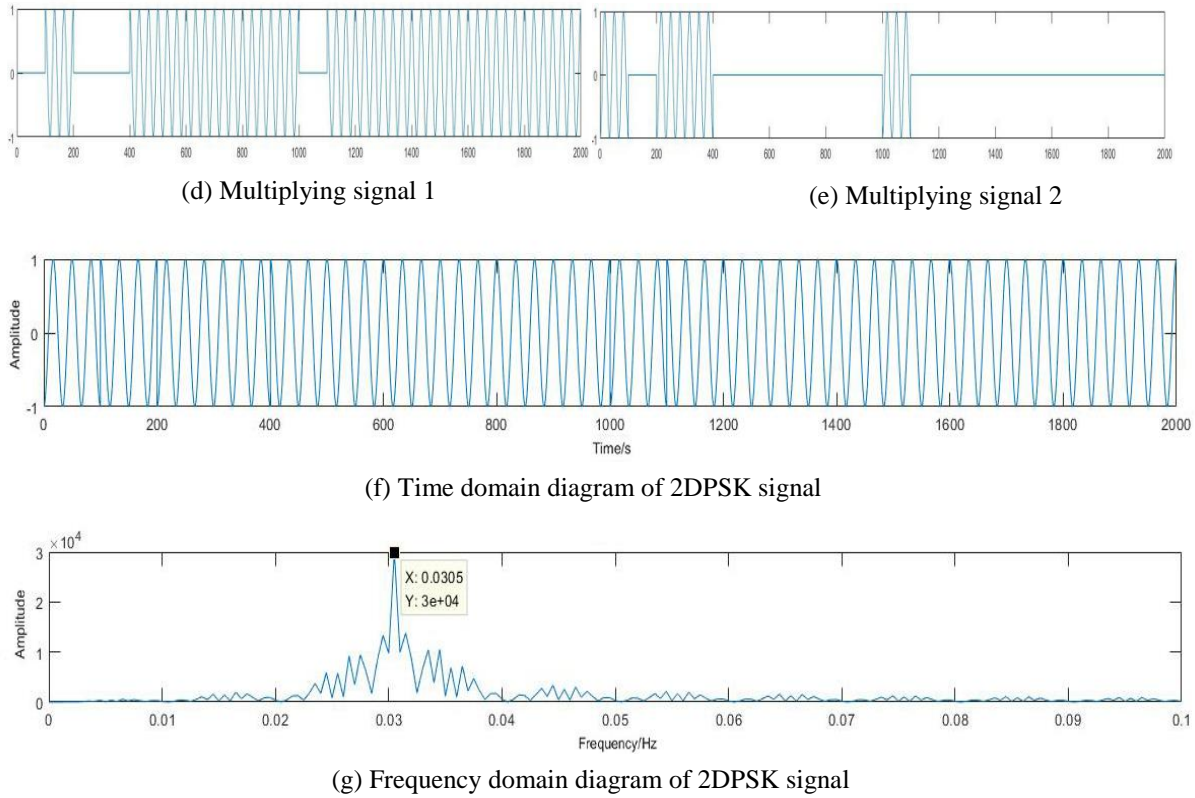 1
0
-1
0 200 400 600 800 1000 1200 1400 1600 1800 2000
(d) Multiplying signal 1
1
0
-1
0 200 400 600 800 1000 1200 1400 1600 1800 2000
(e) Multiplying signal 2
Amplitude
1
0
-1
0 200 400 600 800 1000 1200 1400 1600 1800 2000
Time/s
(f) Time domain diagram of 2DPSK signal
Amplitude
×10^4
3
2
1
0
X: 0.0305
Y: 3e+04
0 0.01 0.02 0.03 0.04 0.05 0.06 0.07 0.08 0.09 0.1
Frequency/Hz
(g) Frequency domain diagram of 2DPSK signal